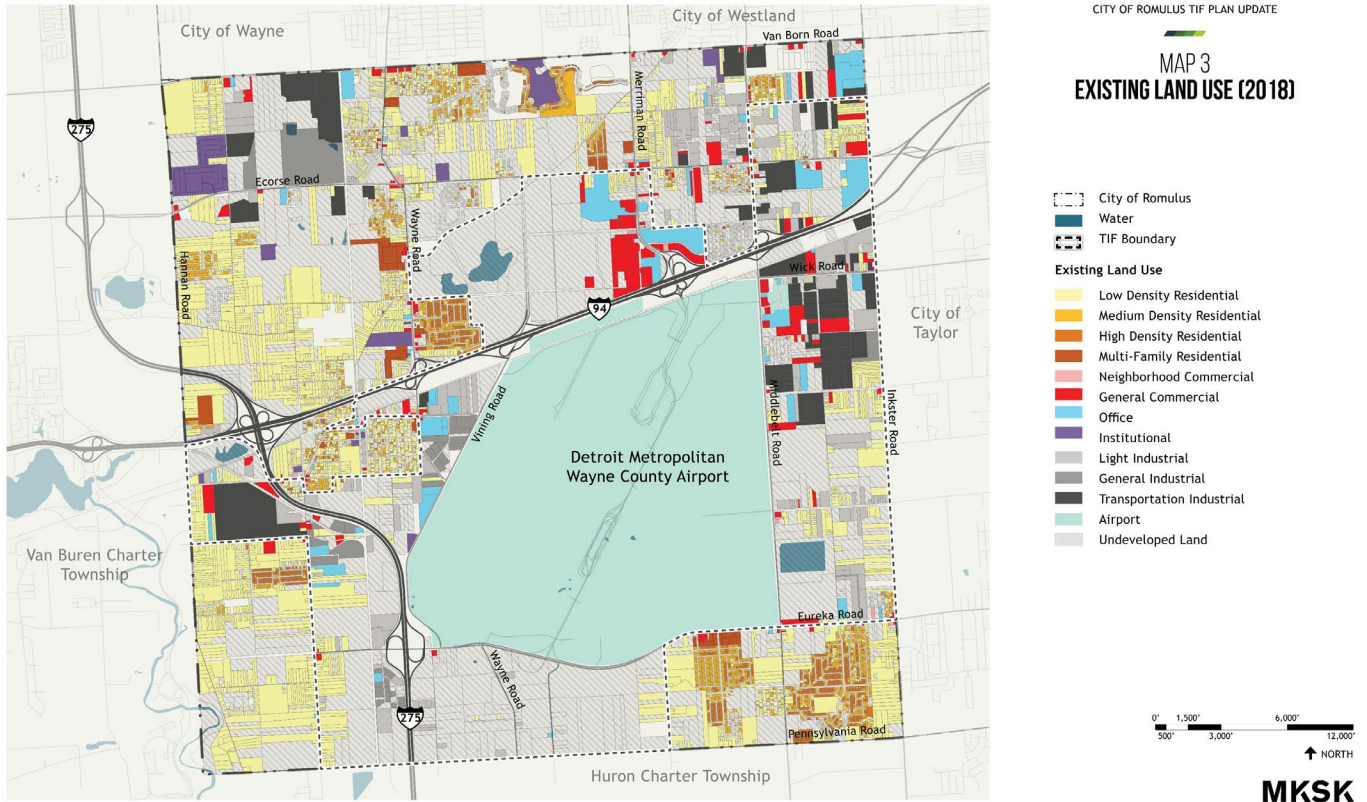 City of Wayne
City of Westland
Van Born Road
275
Merriman Road
Ecorse Road
Wayne Road
Hannan Road
Wick Road
94
City of
Taylor
Vining Road
Middlebelt Road
Inkster Road
Detroit Metropolitan
Wayne County Airport
Van Buren Charter
Township
Eureka Road
Wayne Road
275
Pennsylvania Road
Huron Charter Township
CITY OF ROMULUS TIF PLAN UPDATE
MAP 3
EXISTING LAND USE (2018)
City of Romulus
Water
TIF Boundary
Existing Land Use
Low Density Residential
Medium Density Residential
High Density Residential
Multi-Family Residential
Neighborhood Commercial
General Commercial
Office
Institutional
Light Industrial
General Industrial
Transportation Industrial
Airport
Undeveloped Land
0' 1,500' 6,000'
500' 3,000' 12,000'
NORTH
MKSK